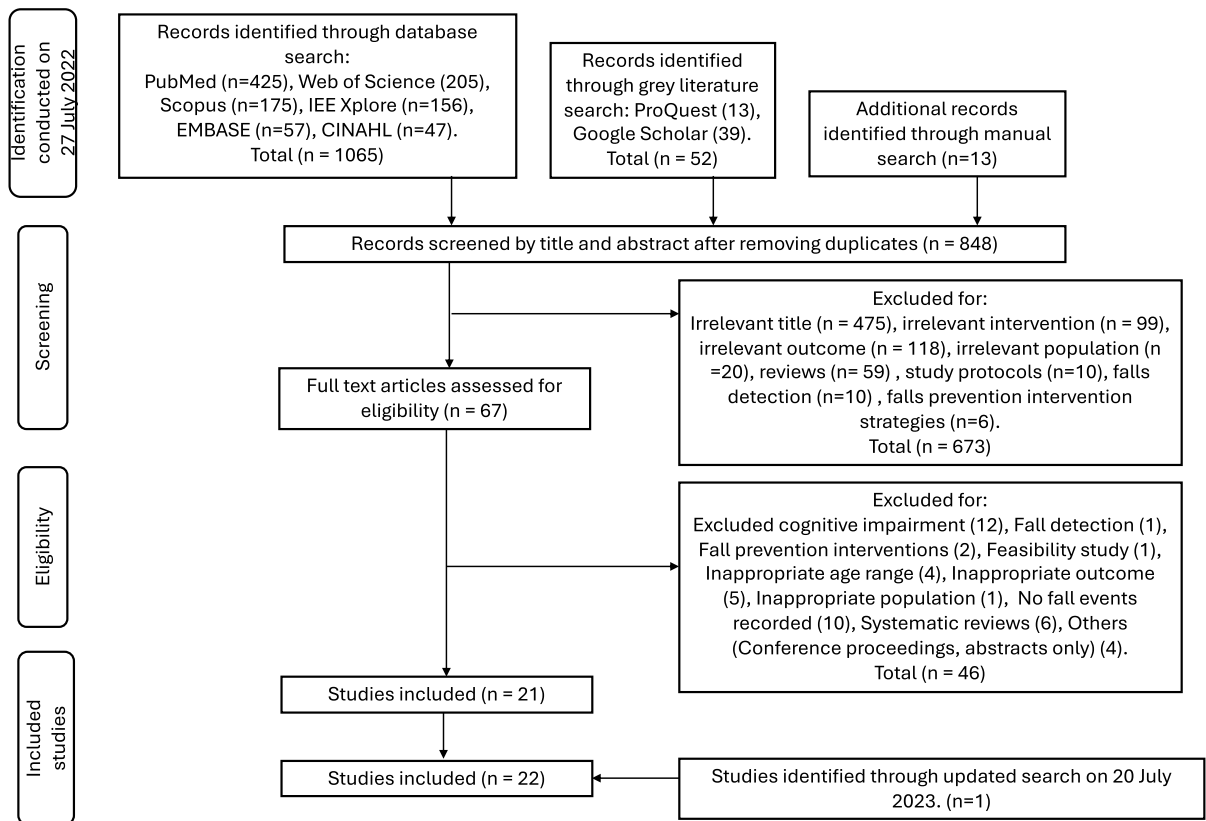 Identification
conducted on
27 July 2022
Records identified through database
search:
PubMed (n=425), Web of Science (205),
Scopus (n=175), IEE Xplore (n=156),
EMBASE (n=57), CINAHL (n=47).
Total (n = 1065)
Records identified
through grey literature
search: ProQuest (13),
Google Scholar (39).
Total (n = 52)
Additional records
identified through manual
search (n=13)
Records screened by title and abstract after removing duplicates (n = 848)
Screening
Excluded for:
Irrelevant title (n = 475), irrelevant intervention (n = 99),
irrelevant outcome (n = 118), irrelevant population (n
=20), reviews (n= 59) , study protocols (n=10), falls
detection (n=10) , falls prevention intervention
strategies (n=6).
Total (n = 673)
Full text articles assessed for
eligibility (n = 67)
Eligibility
Excluded for:
Excluded cognitive impairment (12), Fall detection (1),
Fall prevention interventions (2), Feasibility study (1),
Inappropriate age range (4), Inappropriate outcome
(5), Inappropriate population (1),  No fall events
recorded (10), Systematic reviews (6), Others
(Conference proceedings, abstracts only) (4).
Total (n = 46)
Included
studies
Studies included (n = 21)
Studies included (n = 22)
Studies identified through updated search on 20 July
2023. (n=1)